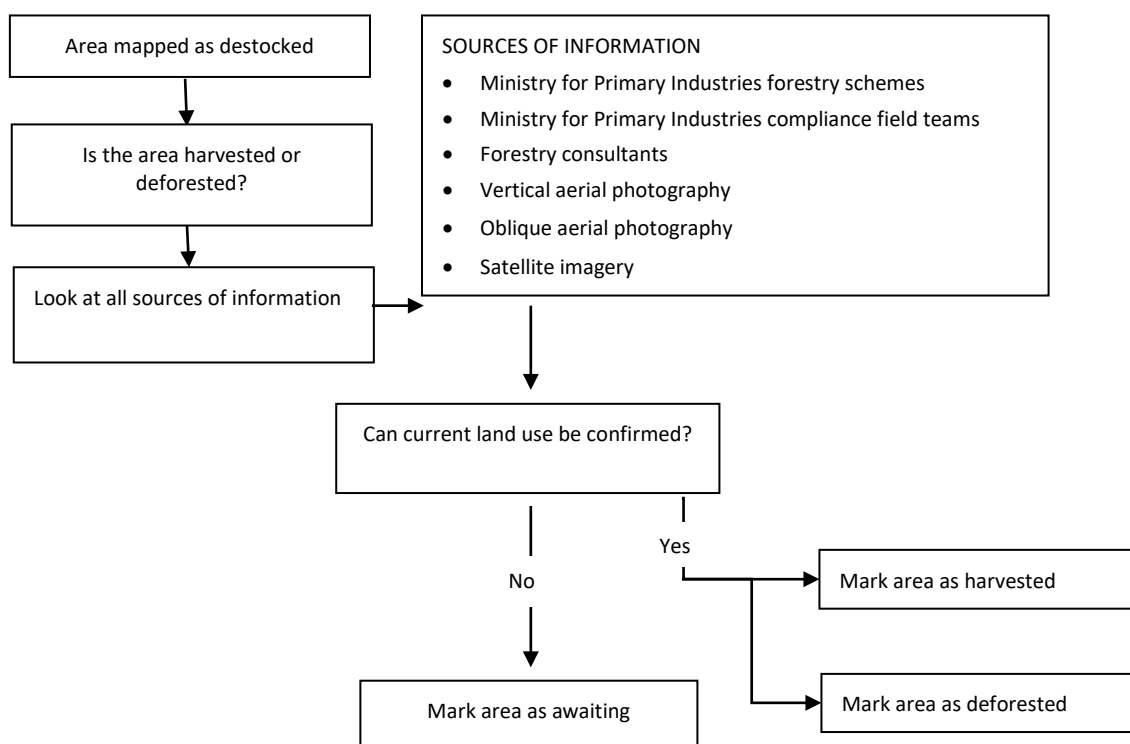 Area mapped as destocked
Is the area harvested or
deforested?
Look at all sources of information
SOURCES OF INFORMATION
• Ministry for Primary Industries forestry schemes
• Ministry for Primary Industries compliance field teams
• Forestry consultants
• Vertical aerial photography
• Oblique aerial photography
• Satellite imagery
Can current land use be confirmed?
Yes
No
Mark area as harvested
Mark area as deforested
Mark area as awaiting